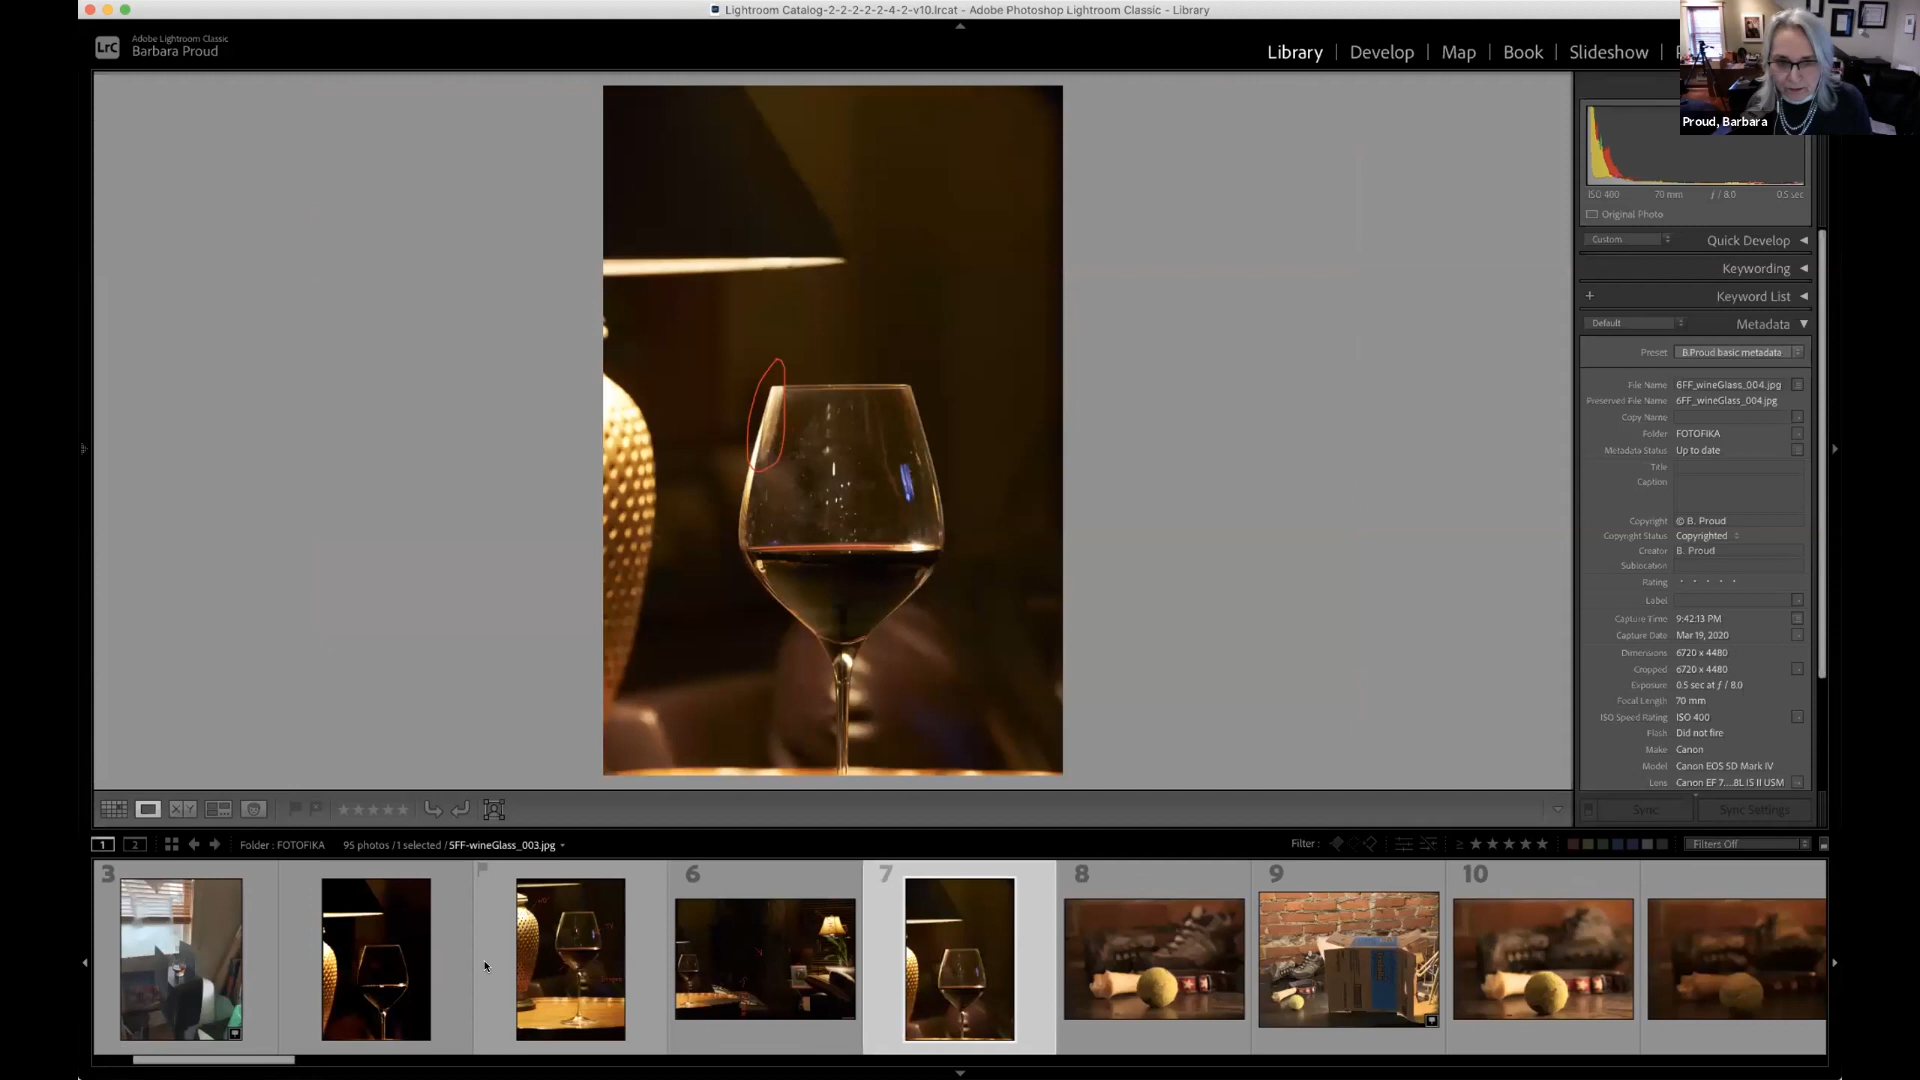 Lightroom Catalog-2-2-2-2-2-4-2-v10.lrcat - Adobe Photoshop Lightroom Classic - Library
LrC
Adobe Lightroom Classic
Barbara Proud
Library | Develop | Map | Book | Slideshow |
Proud, Barbara
ISO 400 70 mm ƒ / 8.0 0.5 sec
Original Photo
Custom Quick Develop
Keywording
+ Keyword List
Default Metadata
Preset B.Proud basic metadata
File Name 6FF_wineGlass_004.jpg
Preserved File Name 6FF_wineGlass_004.jpg
Copy Name
Folder FOTOFIKA
Metadata Status Up to date
Title
Caption
Copyright © B. Proud
Copyright Status Copyrighted
Creator B. Proud
Sublocation
Rating
Label
Capture Time 9:42:13 PM
Capture Date Mar 19, 2020
Dimensions 6720 x 4480
Cropped 6720 x 4480
Exposure 0.5 sec at ƒ / 8.0
Focal Length 70 mm
ISO Speed Rating ISO 400
Flash Did not fire
Make Canon
Model Canon EOS 5D Mark IV
Lens Canon EF 7....8L IS II USM
XY
Sync Sync Settings
1 2 Folder : FOTOFIKA 95 photos / 1 selected / 5FF-wineGlass_003.jpg Filter : Filters Off
3 6 7 8 9 10